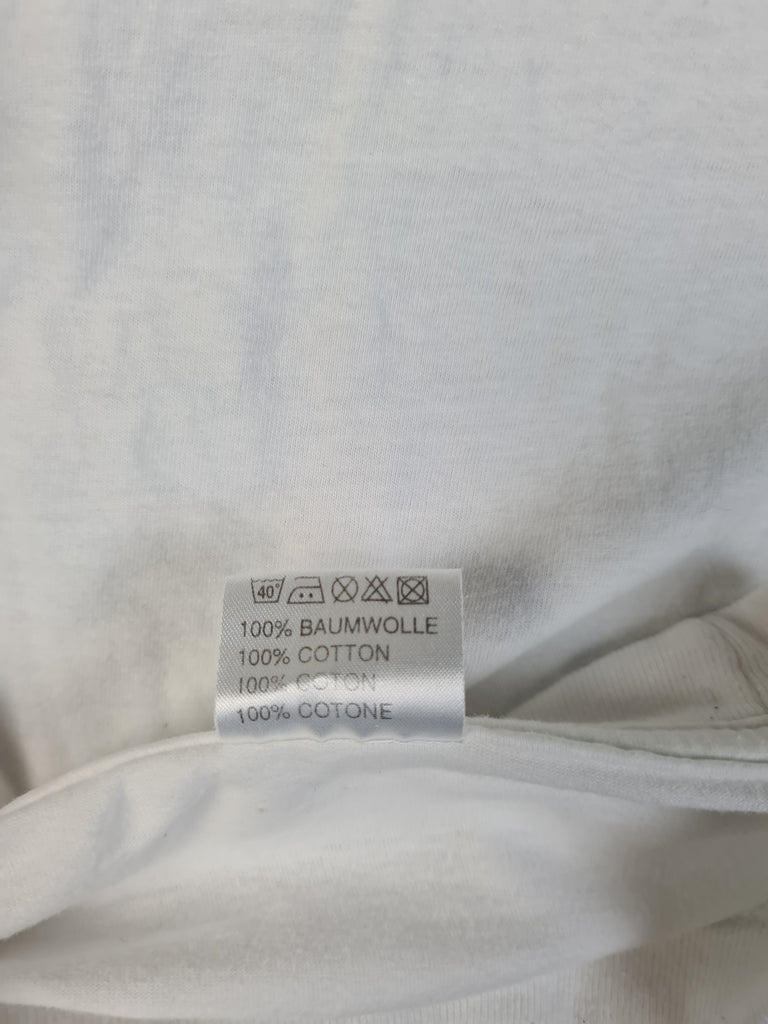 40°
100% BAUMWOLLE
100% COTTON
100% COTON
100% COTONE